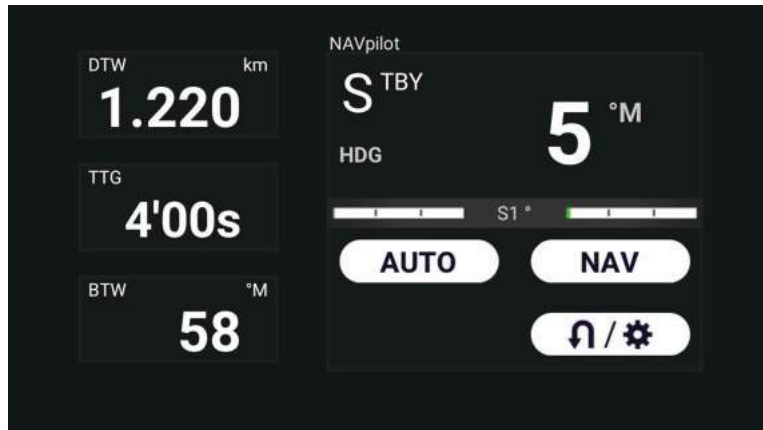 DTW km
1.220
TTG
4'00s
BTW °M
58
NAVpilot
S TBY
5 °M
HDG
S1 °
AUTO NAV
/